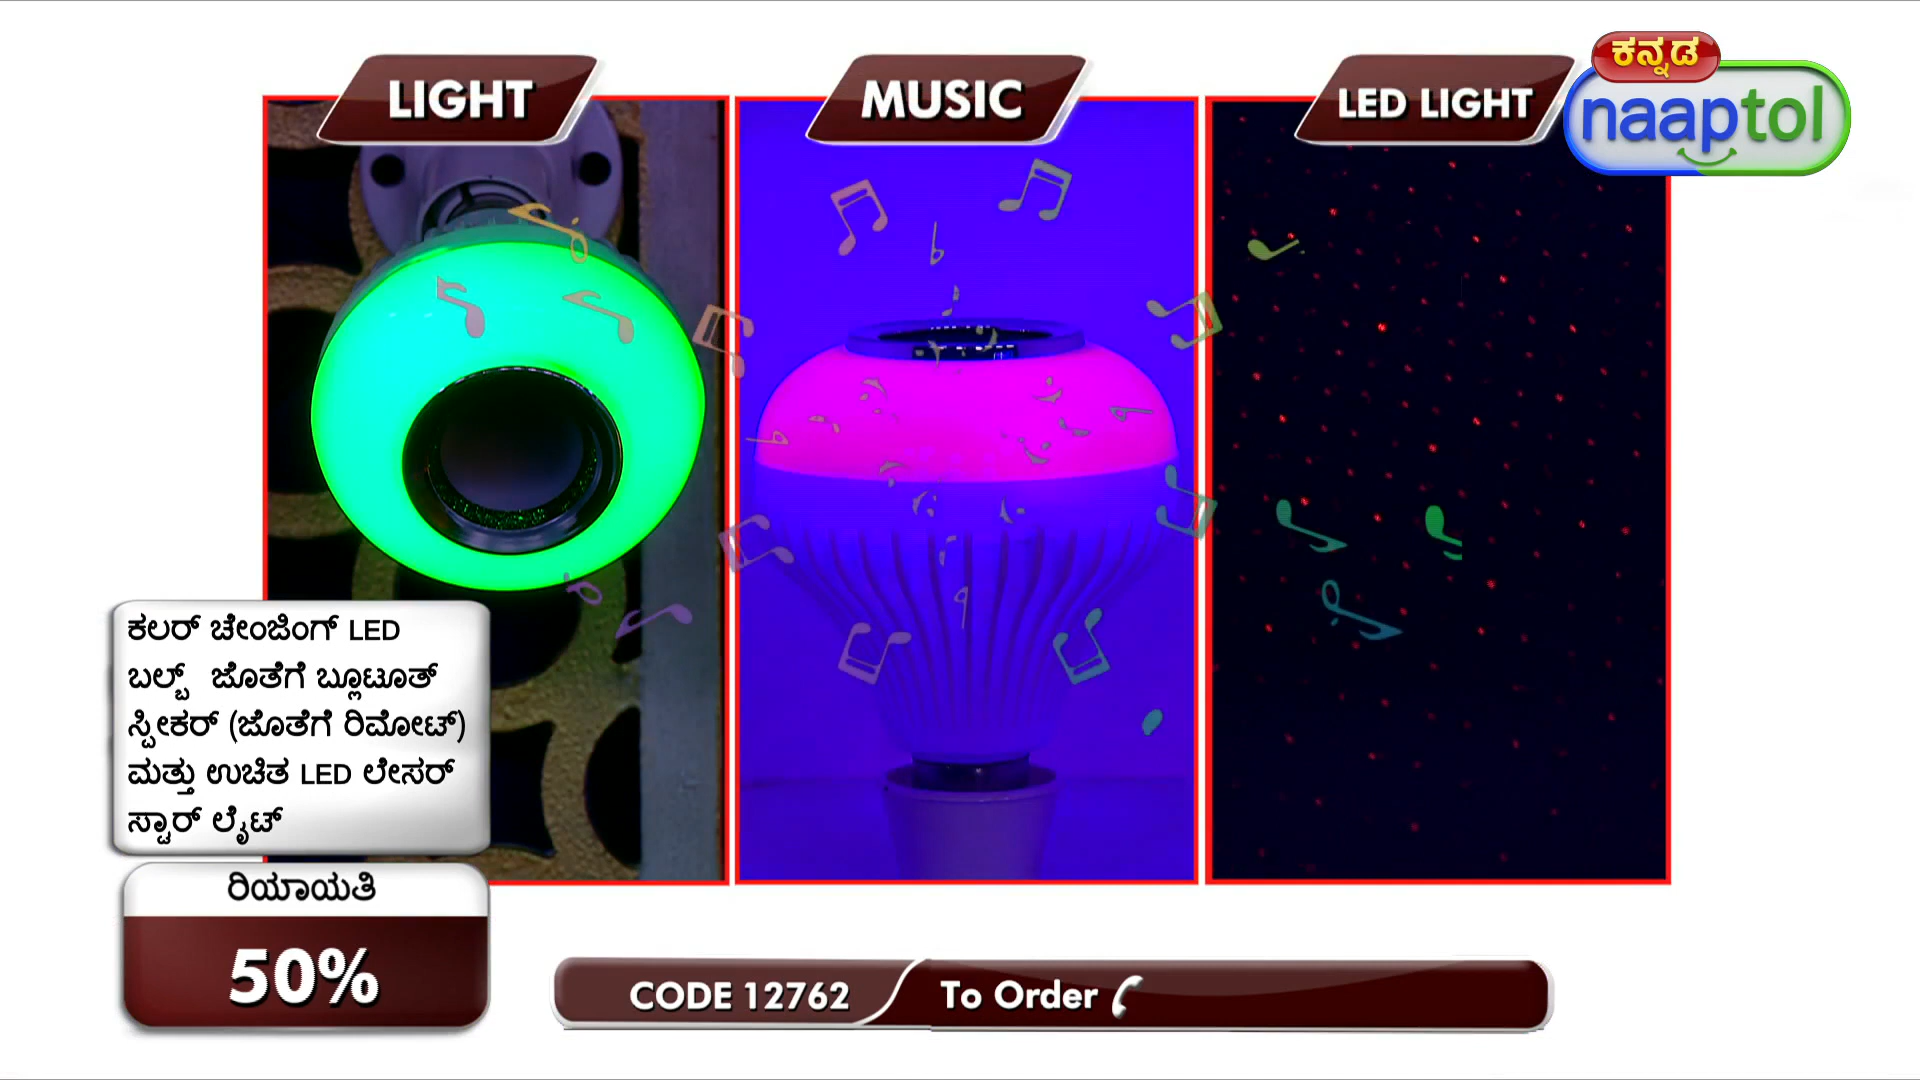 LIGHT
MUSIC
LED LIGHT
ಕನ್ನಡ
naaptol
ಕಲರ್ ಚೇಂಜಿಂಗ್ LED
ಬಲ್ಬ್ ಜೊತೆಗೆ ಬ್ಲೂಟೂತ್
ಸ್ಪೀಕರ್ (ಜೊತೆಗೆ ರಿಮೋಟ್)
ಮತ್ತು ಉಚಿತ LED ಲೇಸರ್
ಸ್ಟಾರ್ ಲೈಟ್
ರಿಯಾಯತಿ
50%
CODE 12762
To Order